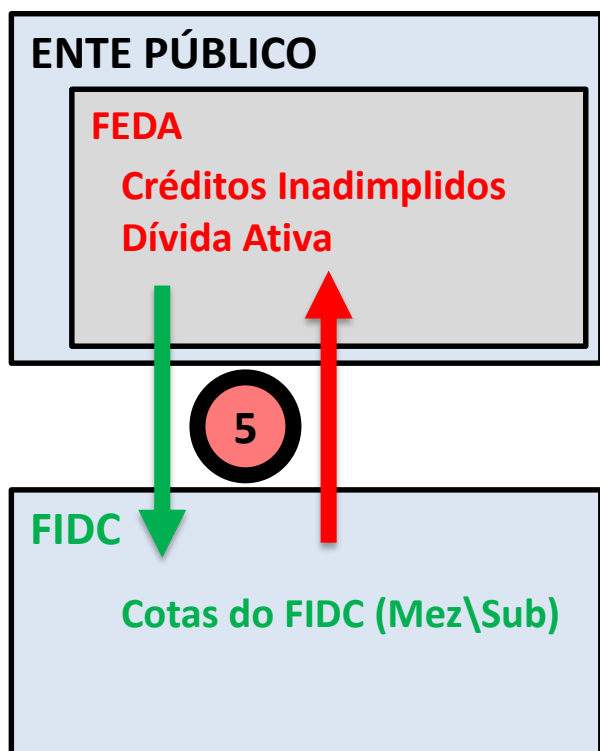 ENTE PÚBLICO
FEDA
Créditos Inadimplidos
Dívida Ativa
5
FIDC
Cotas do FIDC (Mez\Sub)